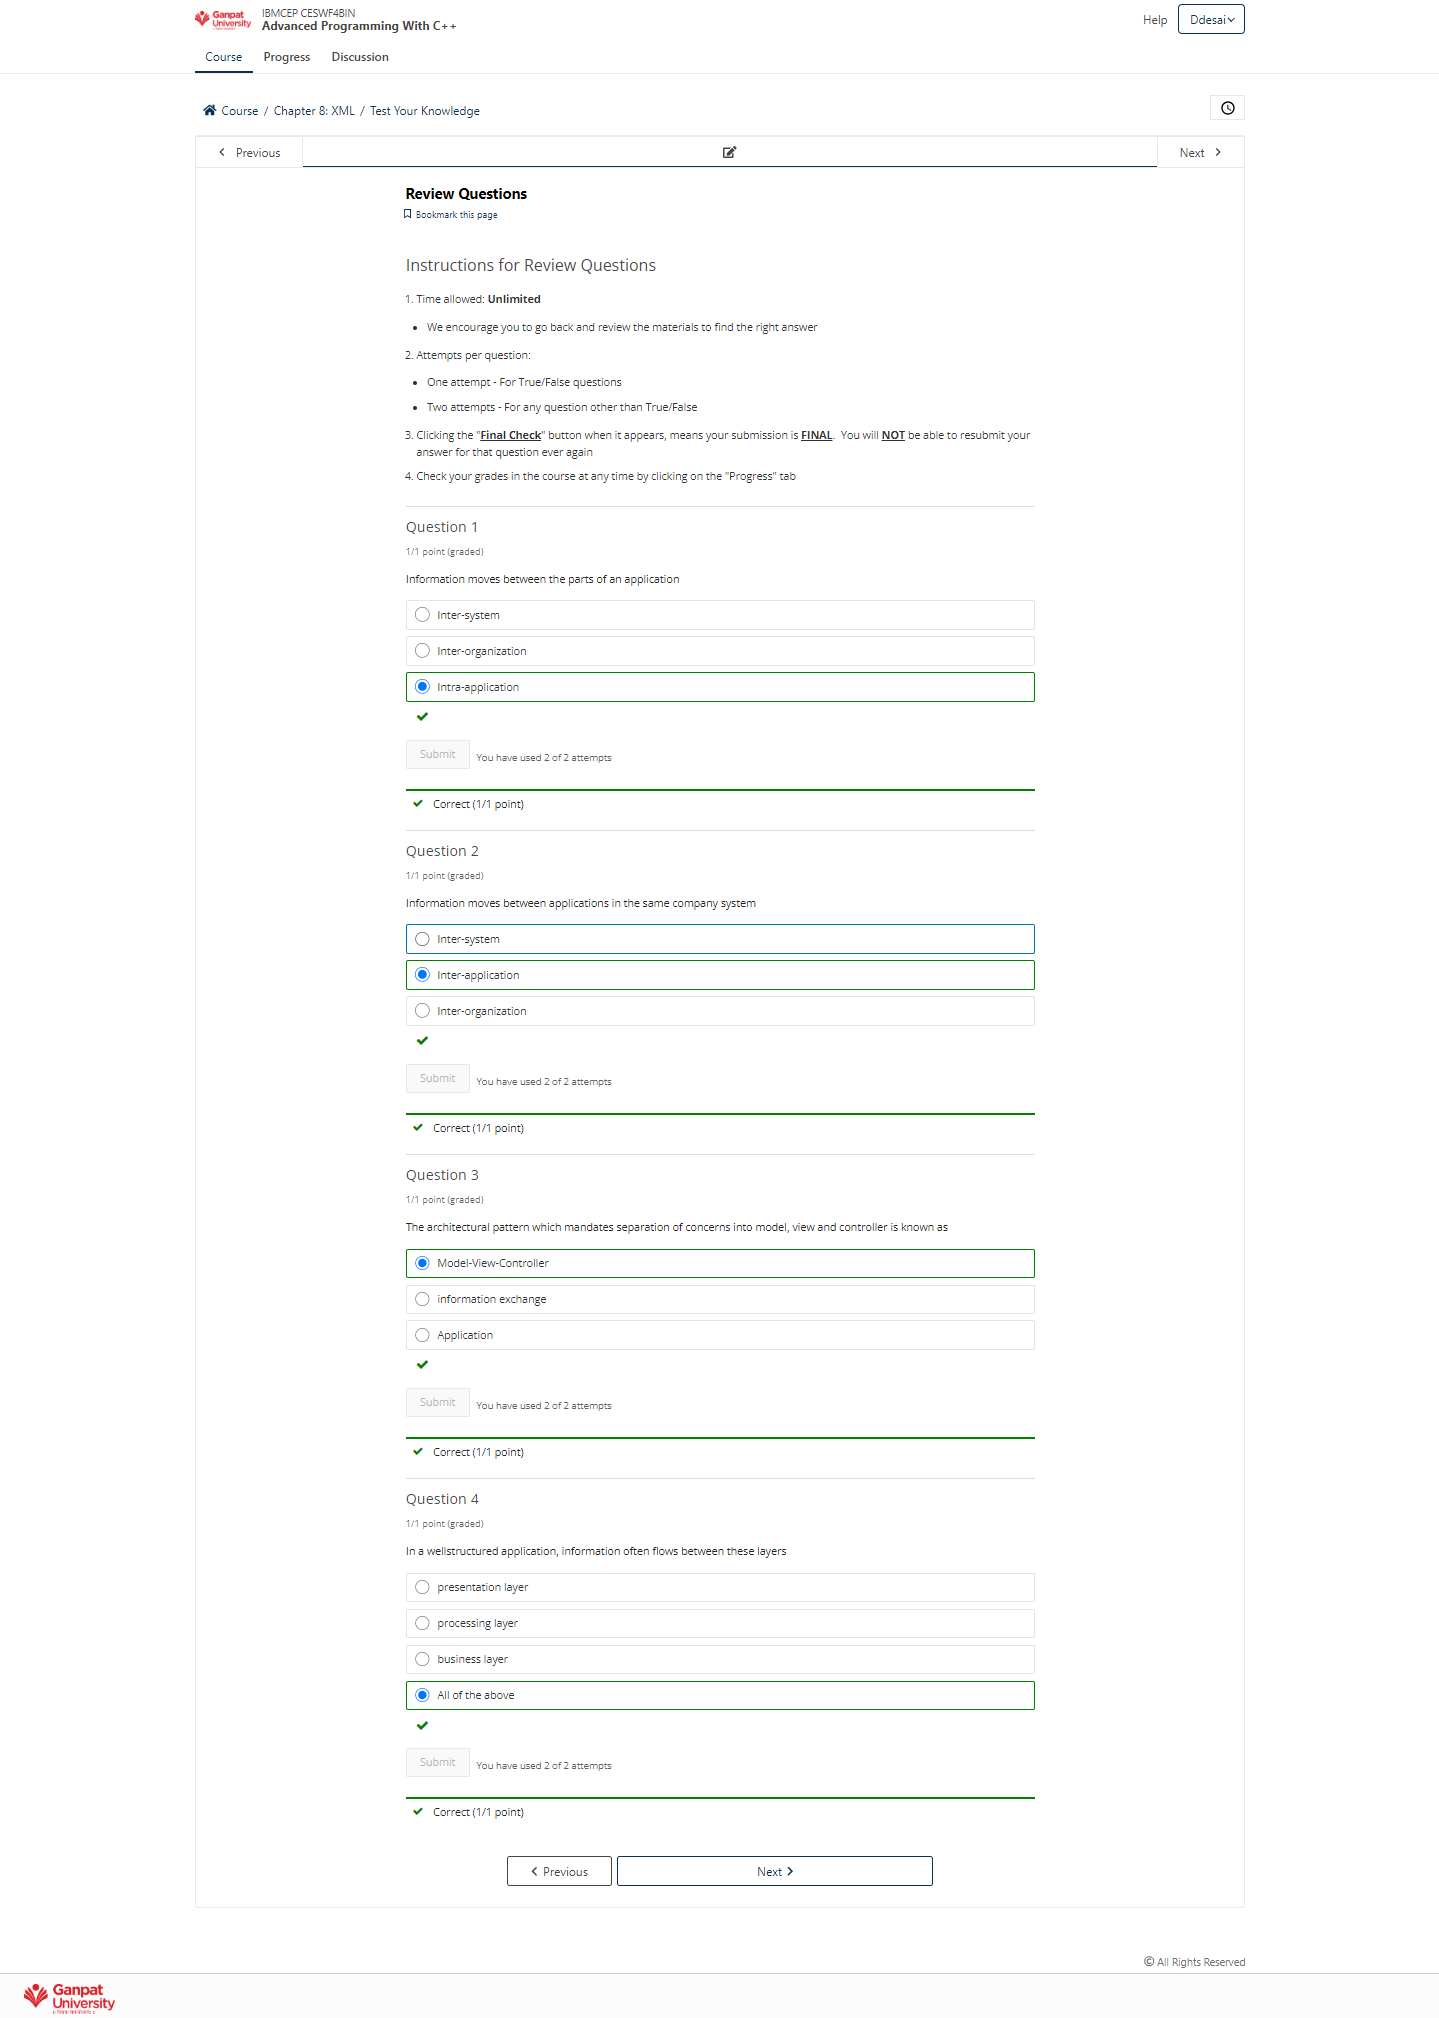 Ganpat University
IBMCEP CESWF4BIN
Advanced Programming With C++
Help
Ddesai
Course
Progress
Discussion
Course / Chapter 8: XML / Test Your Knowledge
Previous
Next
Review Questions
Bookmark this page
Instructions for Review Questions
1. Time allowed: Unlimited
• We encourage you to go back and review the materials to find the right answer
2. Attempts per question:
• One attempt - For True/False questions
• Two attempts - For any question other than True/False
3. Clicking the "Final Check" button when it appears, means your submission is FINAL. You will NOT be able to resubmit your
answer for that question ever again
4. Check your grades in the course at any time by clicking on the "Progress" tab
Question 1
1/1 point (graded)
Information moves between the parts of an application
Inter-system
Inter-organization
Intra-application
Submit
You have used 2 of 2 attempts
Correct (1/1 point)
Question 2
1/1 point (graded)
Information moves between applications in the same company system
Inter-system
Inter-application
Inter-organization
Submit
You have used 2 of 2 attempts
Correct (1/1 point)
Question 3
1/1 point (graded)
The architectural pattern which mandates separation of concerns into model, view and controller is known as
Model-View-Controller
information exchange
Application
Submit
You have used 2 of 2 attempts
Correct (1/1 point)
Question 4
1/1 point (graded)
In a wellstructured application, information often flows between these layers
presentation layer
processing layer
business layer
All of the above
Submit
You have used 2 of 2 attempts
Correct (1/1 point)
Previous
Next
© All Rights Reserved
Ganpat
University